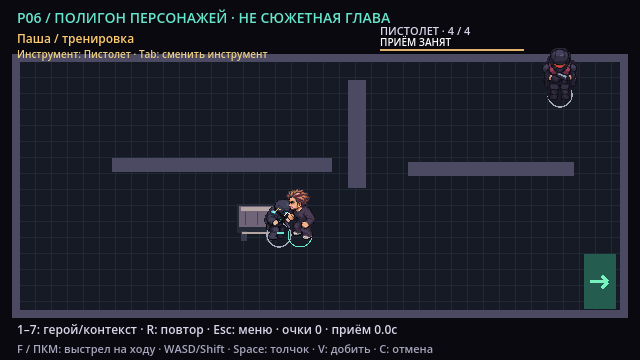 P06 / ПОЛИГОН ПЕРСОНАЖЕЙ · НЕ СЮЖЕТНАЯ ГЛАВА
Паша / тренировка
ПИСТОЛЕТ · 4 / 4
ПРИЁМ ЗАНЯТ
Инструмент: Пистолет · Tab: сменить инструмент
1–7: герой/контекст · R: повтор · Esc: меню · очки 0 · приём 0.0с
F / ПКМ: выстрел на ходу · WASD/Shift · Space: толчок · V: добить · C: отмена